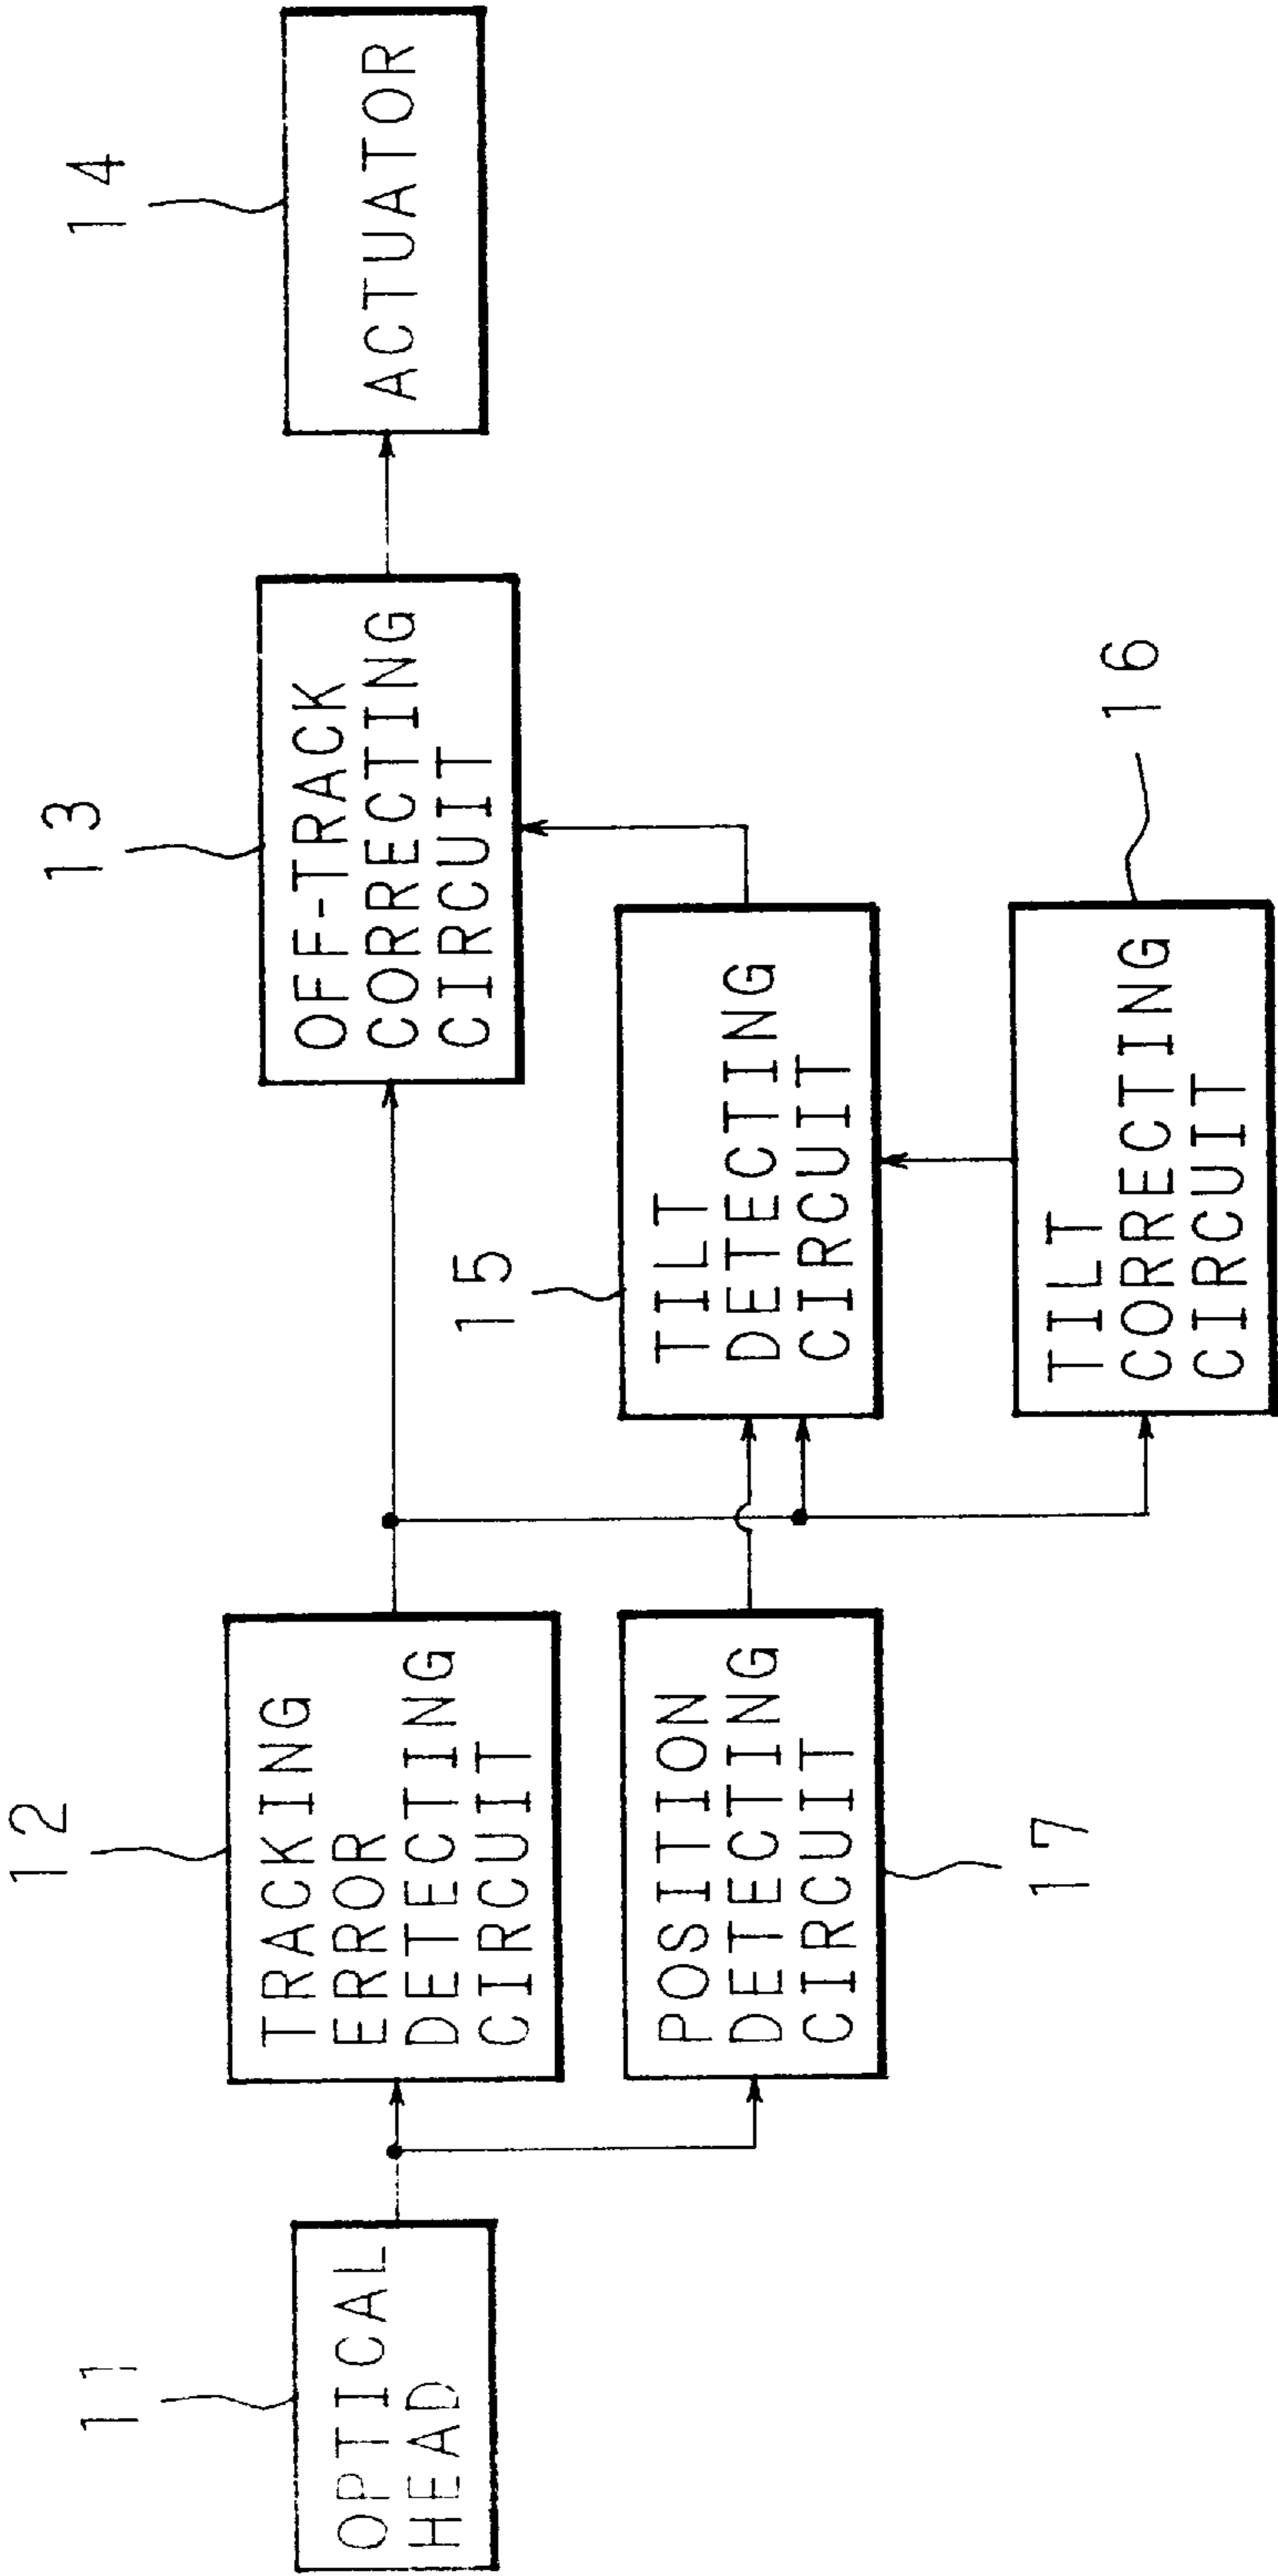 11
OPTICAL
HEAD
12
TRACKING
ERROR
DETECTING
CIRCUIT
13
OFF-TRACK
CORRECTING
CIRCUIT
14
ACTUATOR
POSITION
DETECTING
CIRCUIT
17
15
TILT
DETECTING
CIRCUIT
TILT
CORRECTING
CIRCUIT
16